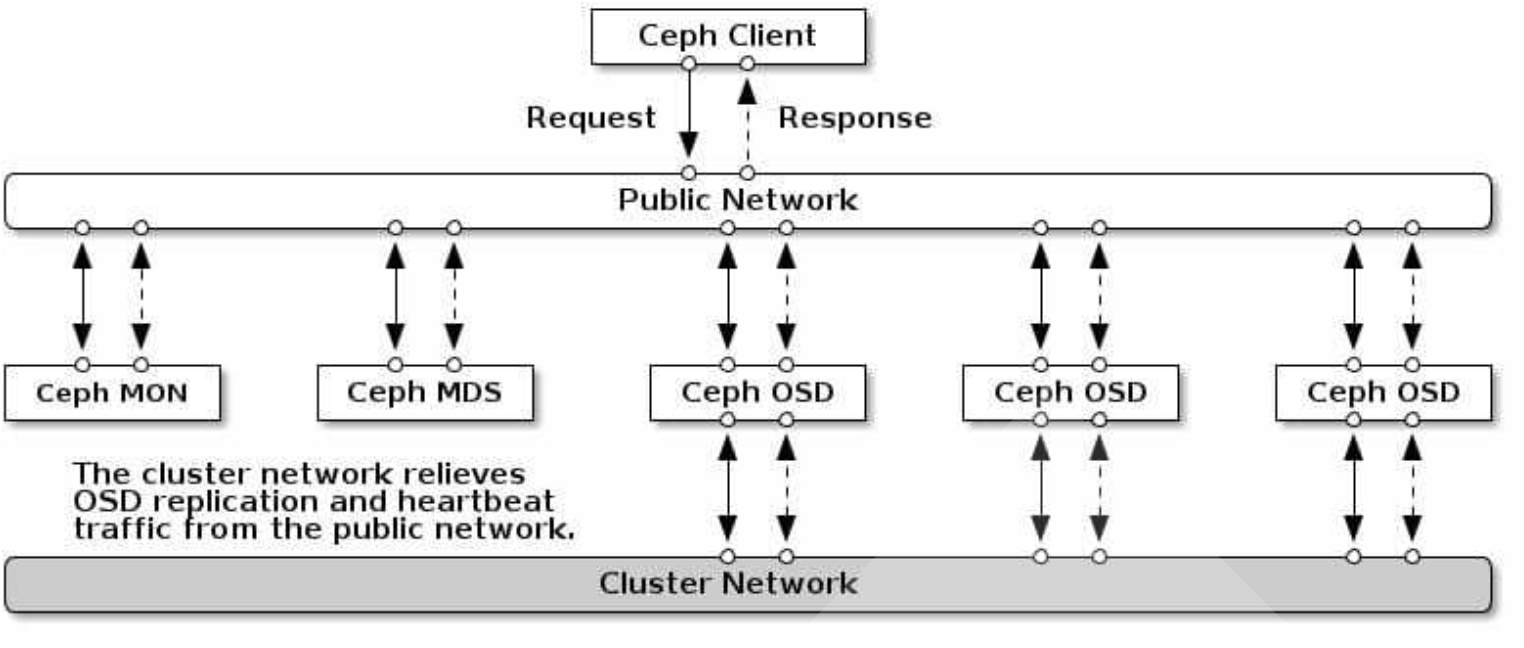 Ceph Client
Request
Response
Public Network
Ceph MON
Ceph MDS
Ceph OSD
Ceph OSD
Ceph OSD
The cluster network relieves
OSD replication and heartbeat
traffic from the public network.
Cluster Network